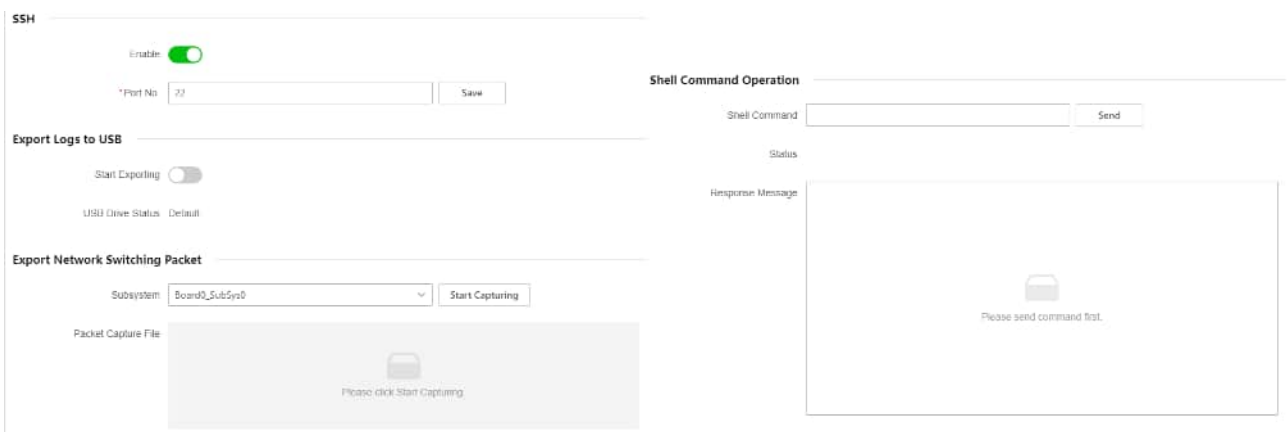 SSH
Enable
*Port No. 22 Save
Export Logs to USB
Start Exporting
USB Drive Status Default
Export Network Switching Packet
Subsystem Board0_SubSys0 Start Capturing
Packet Capture File
Please click Start Capturing.
Shell Command Operation
Shell Command Send
Status
Response Message
Please send command first.